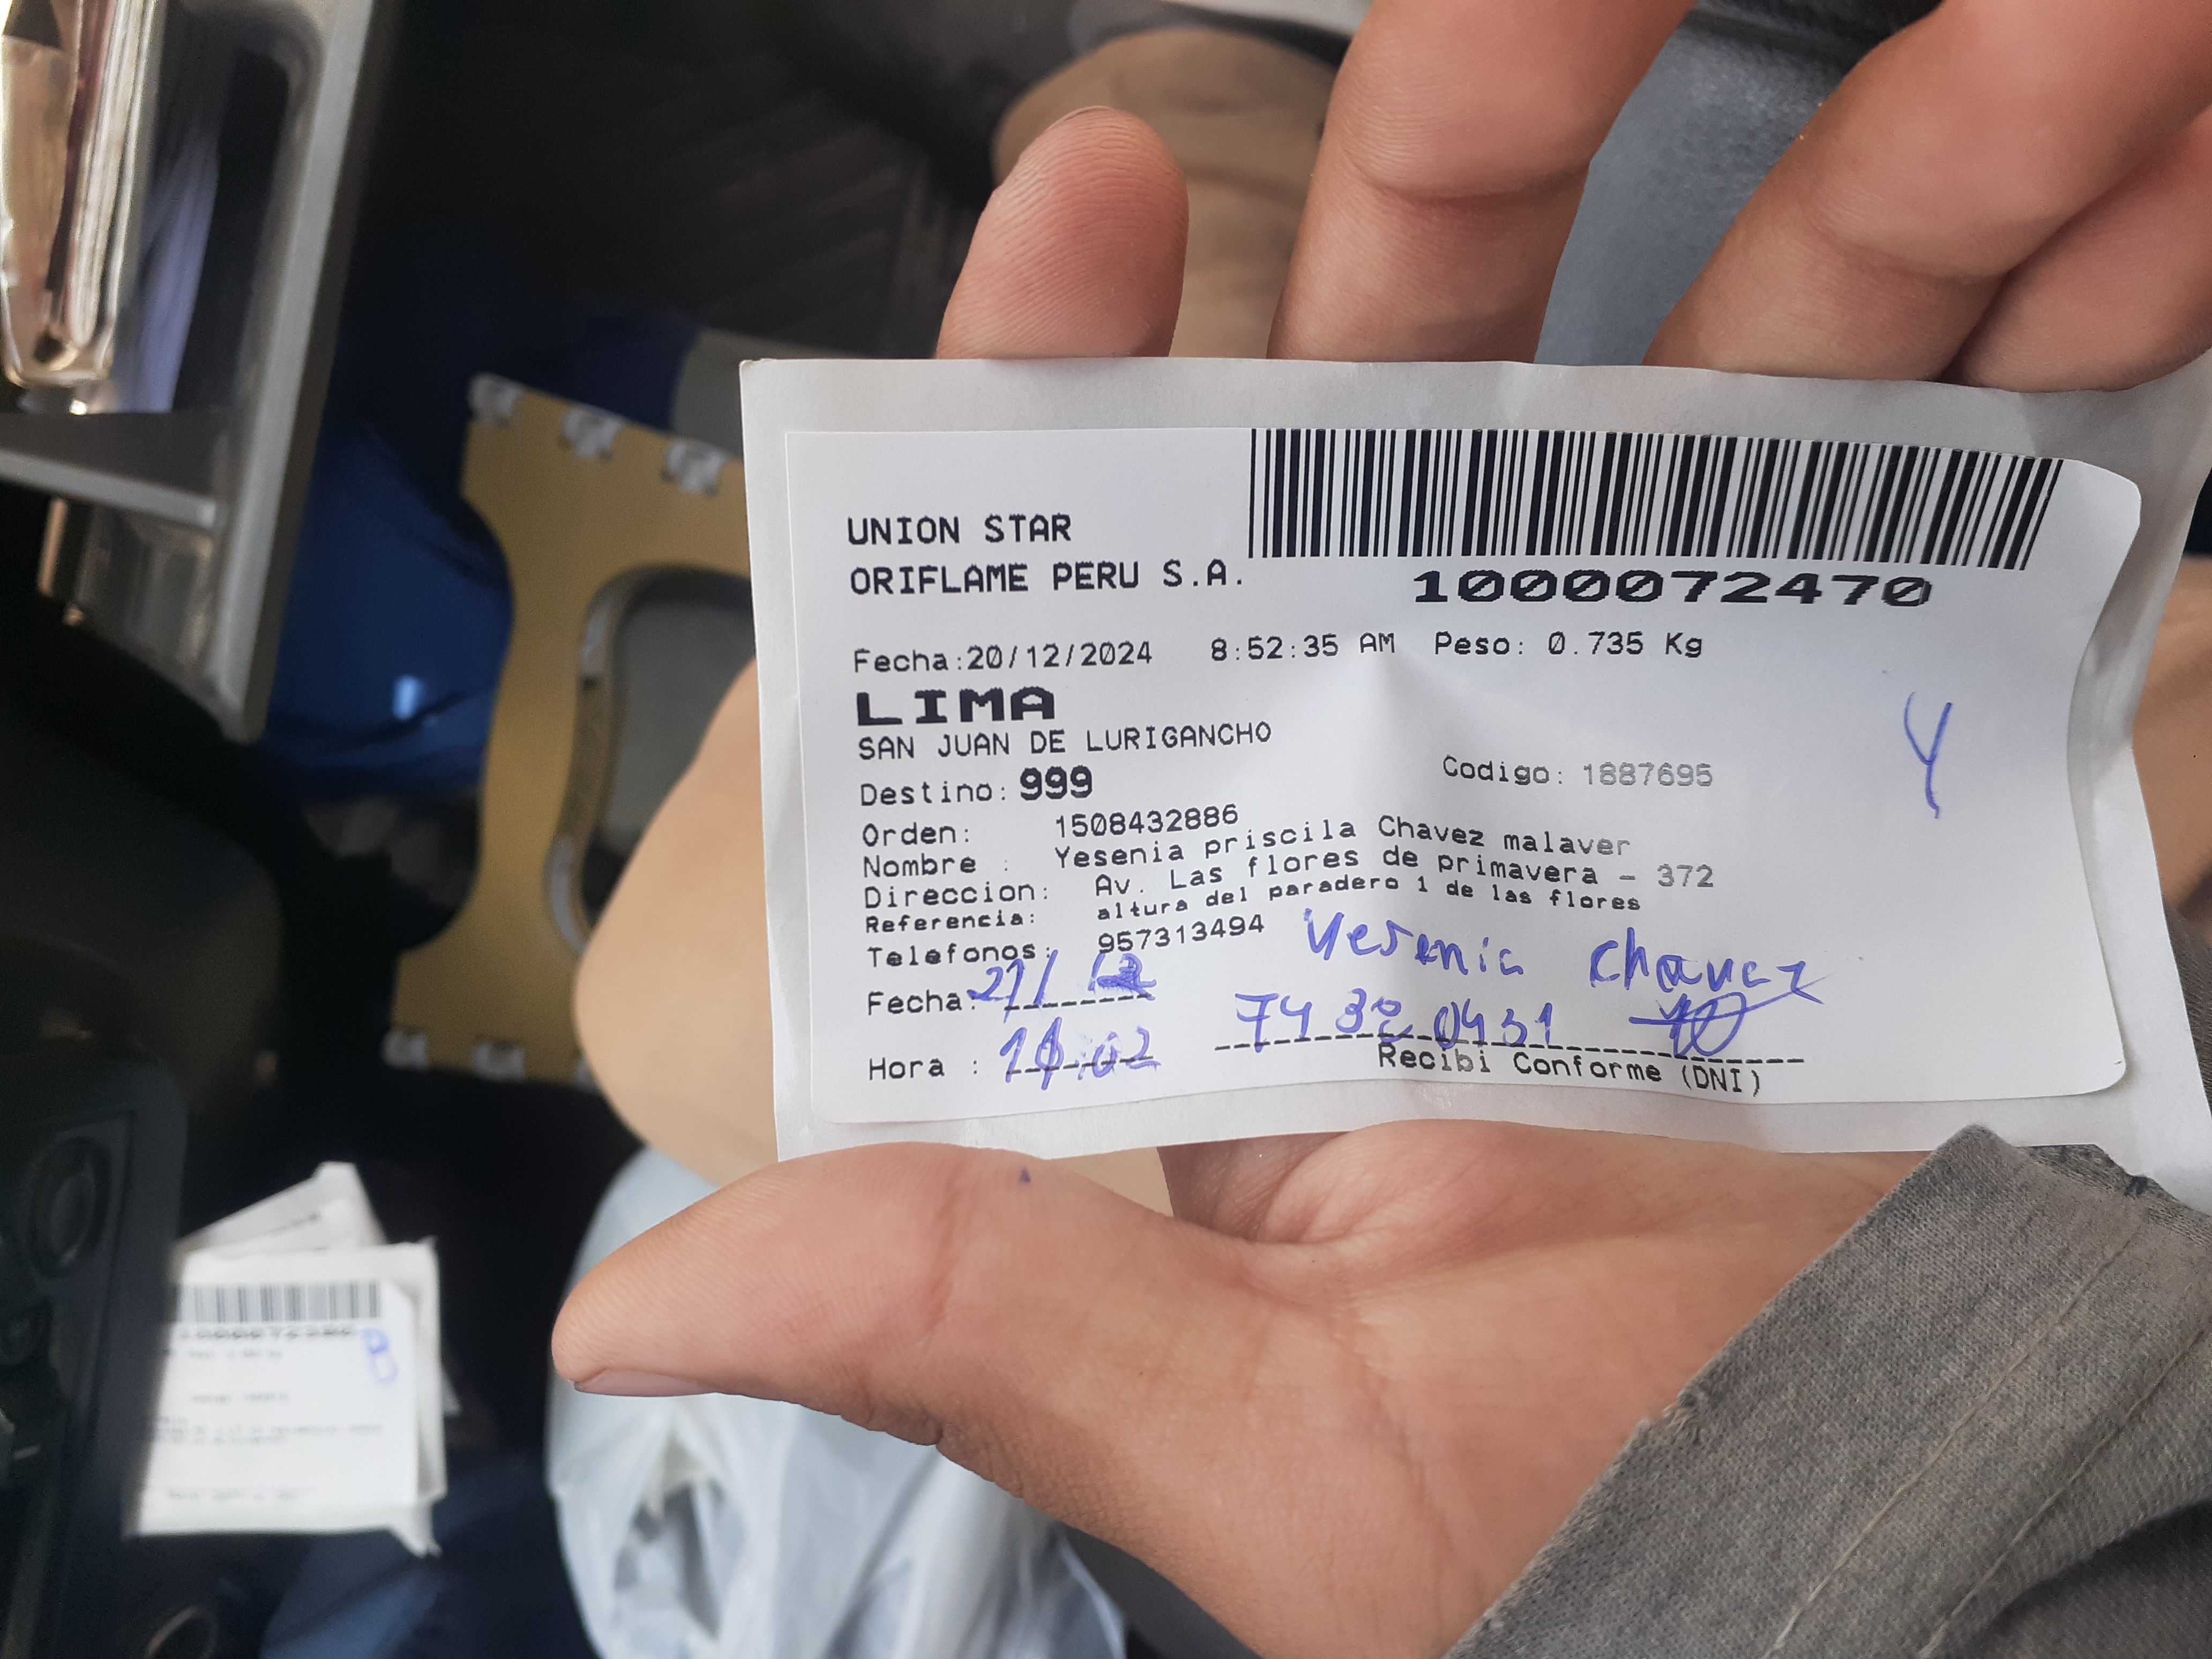 UNION STAR
ORIFLAME PERU S.A.
1000072470
Fecha:20/12/2024 8:52:35 AM Peso: 0.735 Kg
LIMA
SAN JUAN DE LURIGANCHO
Destino: 999 Codigo: 1887695
Y
Orden: 1508432886
Nombre : Yesenia priscila Chavez malaver
Direccion: Av. Las flores de primavera - 372
Referencia: altura del paradero 1 de las flores
Telefonos: 957313494
Yesenia Chavez
Fecha: 21/12
74320431
Hora :
Recibi Conforme (DNI)